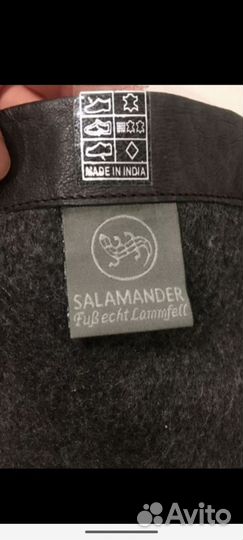 MADE IN INDIA
SALAMANDER
Fußecht Lammfell
Avito